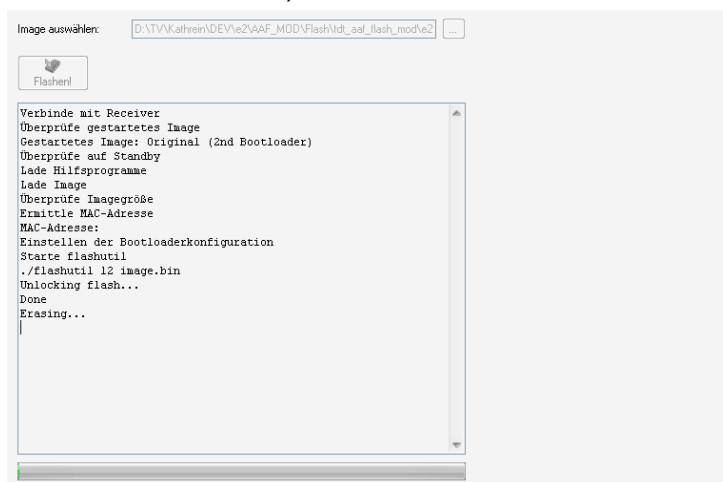 Image auswählen:
D:\TV\Kathrein\DEV\e2\AAF_MOD\Flash\tdt_aaf_flash_mod\e2
...
Flashen!
Verbinde mit Receiver
Überprüfe gestartetes Image
Gestartetes Image: Original (2nd Bootloader)
Überprüfe auf Standby
Lade Hilfsprogramme
Lade Image
Überprüfe Imagegröße
Ermittle MAC-Adresse
MAC-Adresse:
Einstellen der Bootloaderkonfiguration
Starte flashutil
./flashutil 12 image.bin
Unlocking flash...
Done
Erasing...